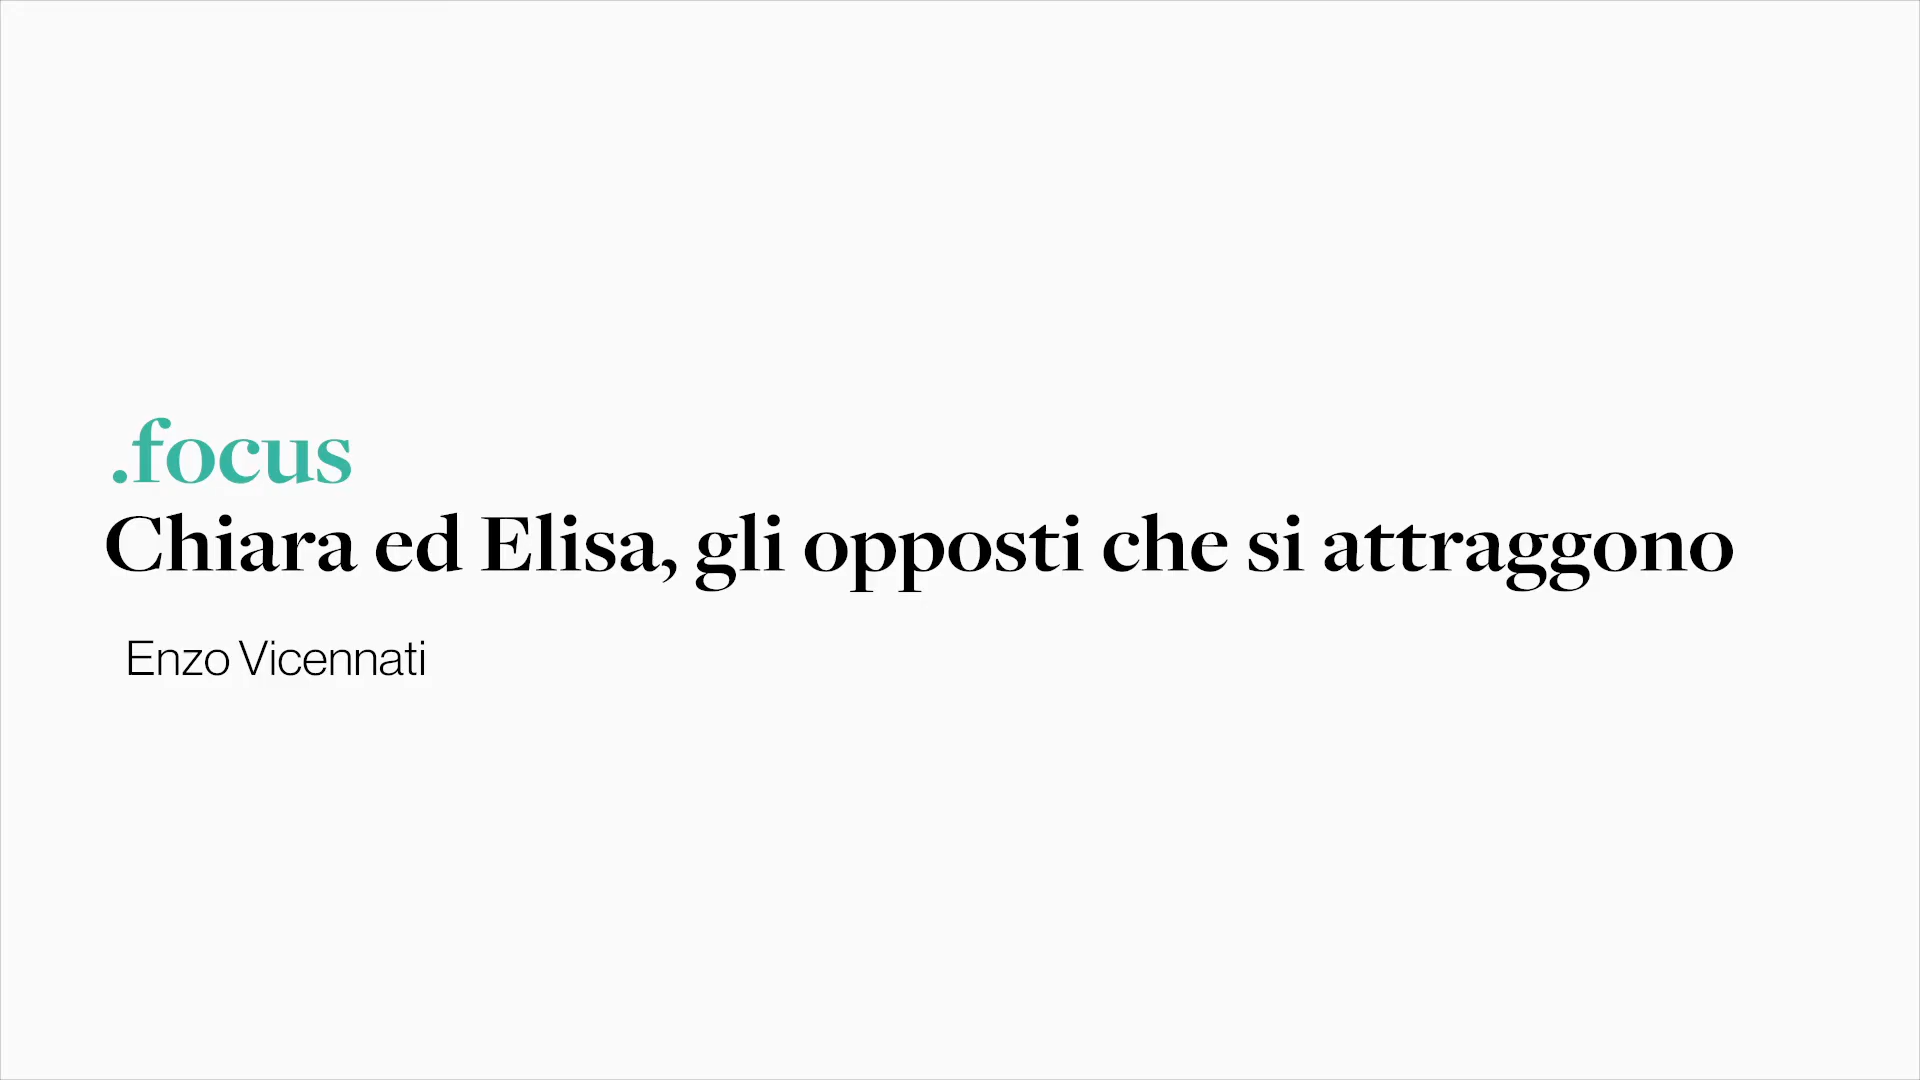 .focus
Chiara ed Elisa, gli opposti che si attraggono
Enzo Vicennati